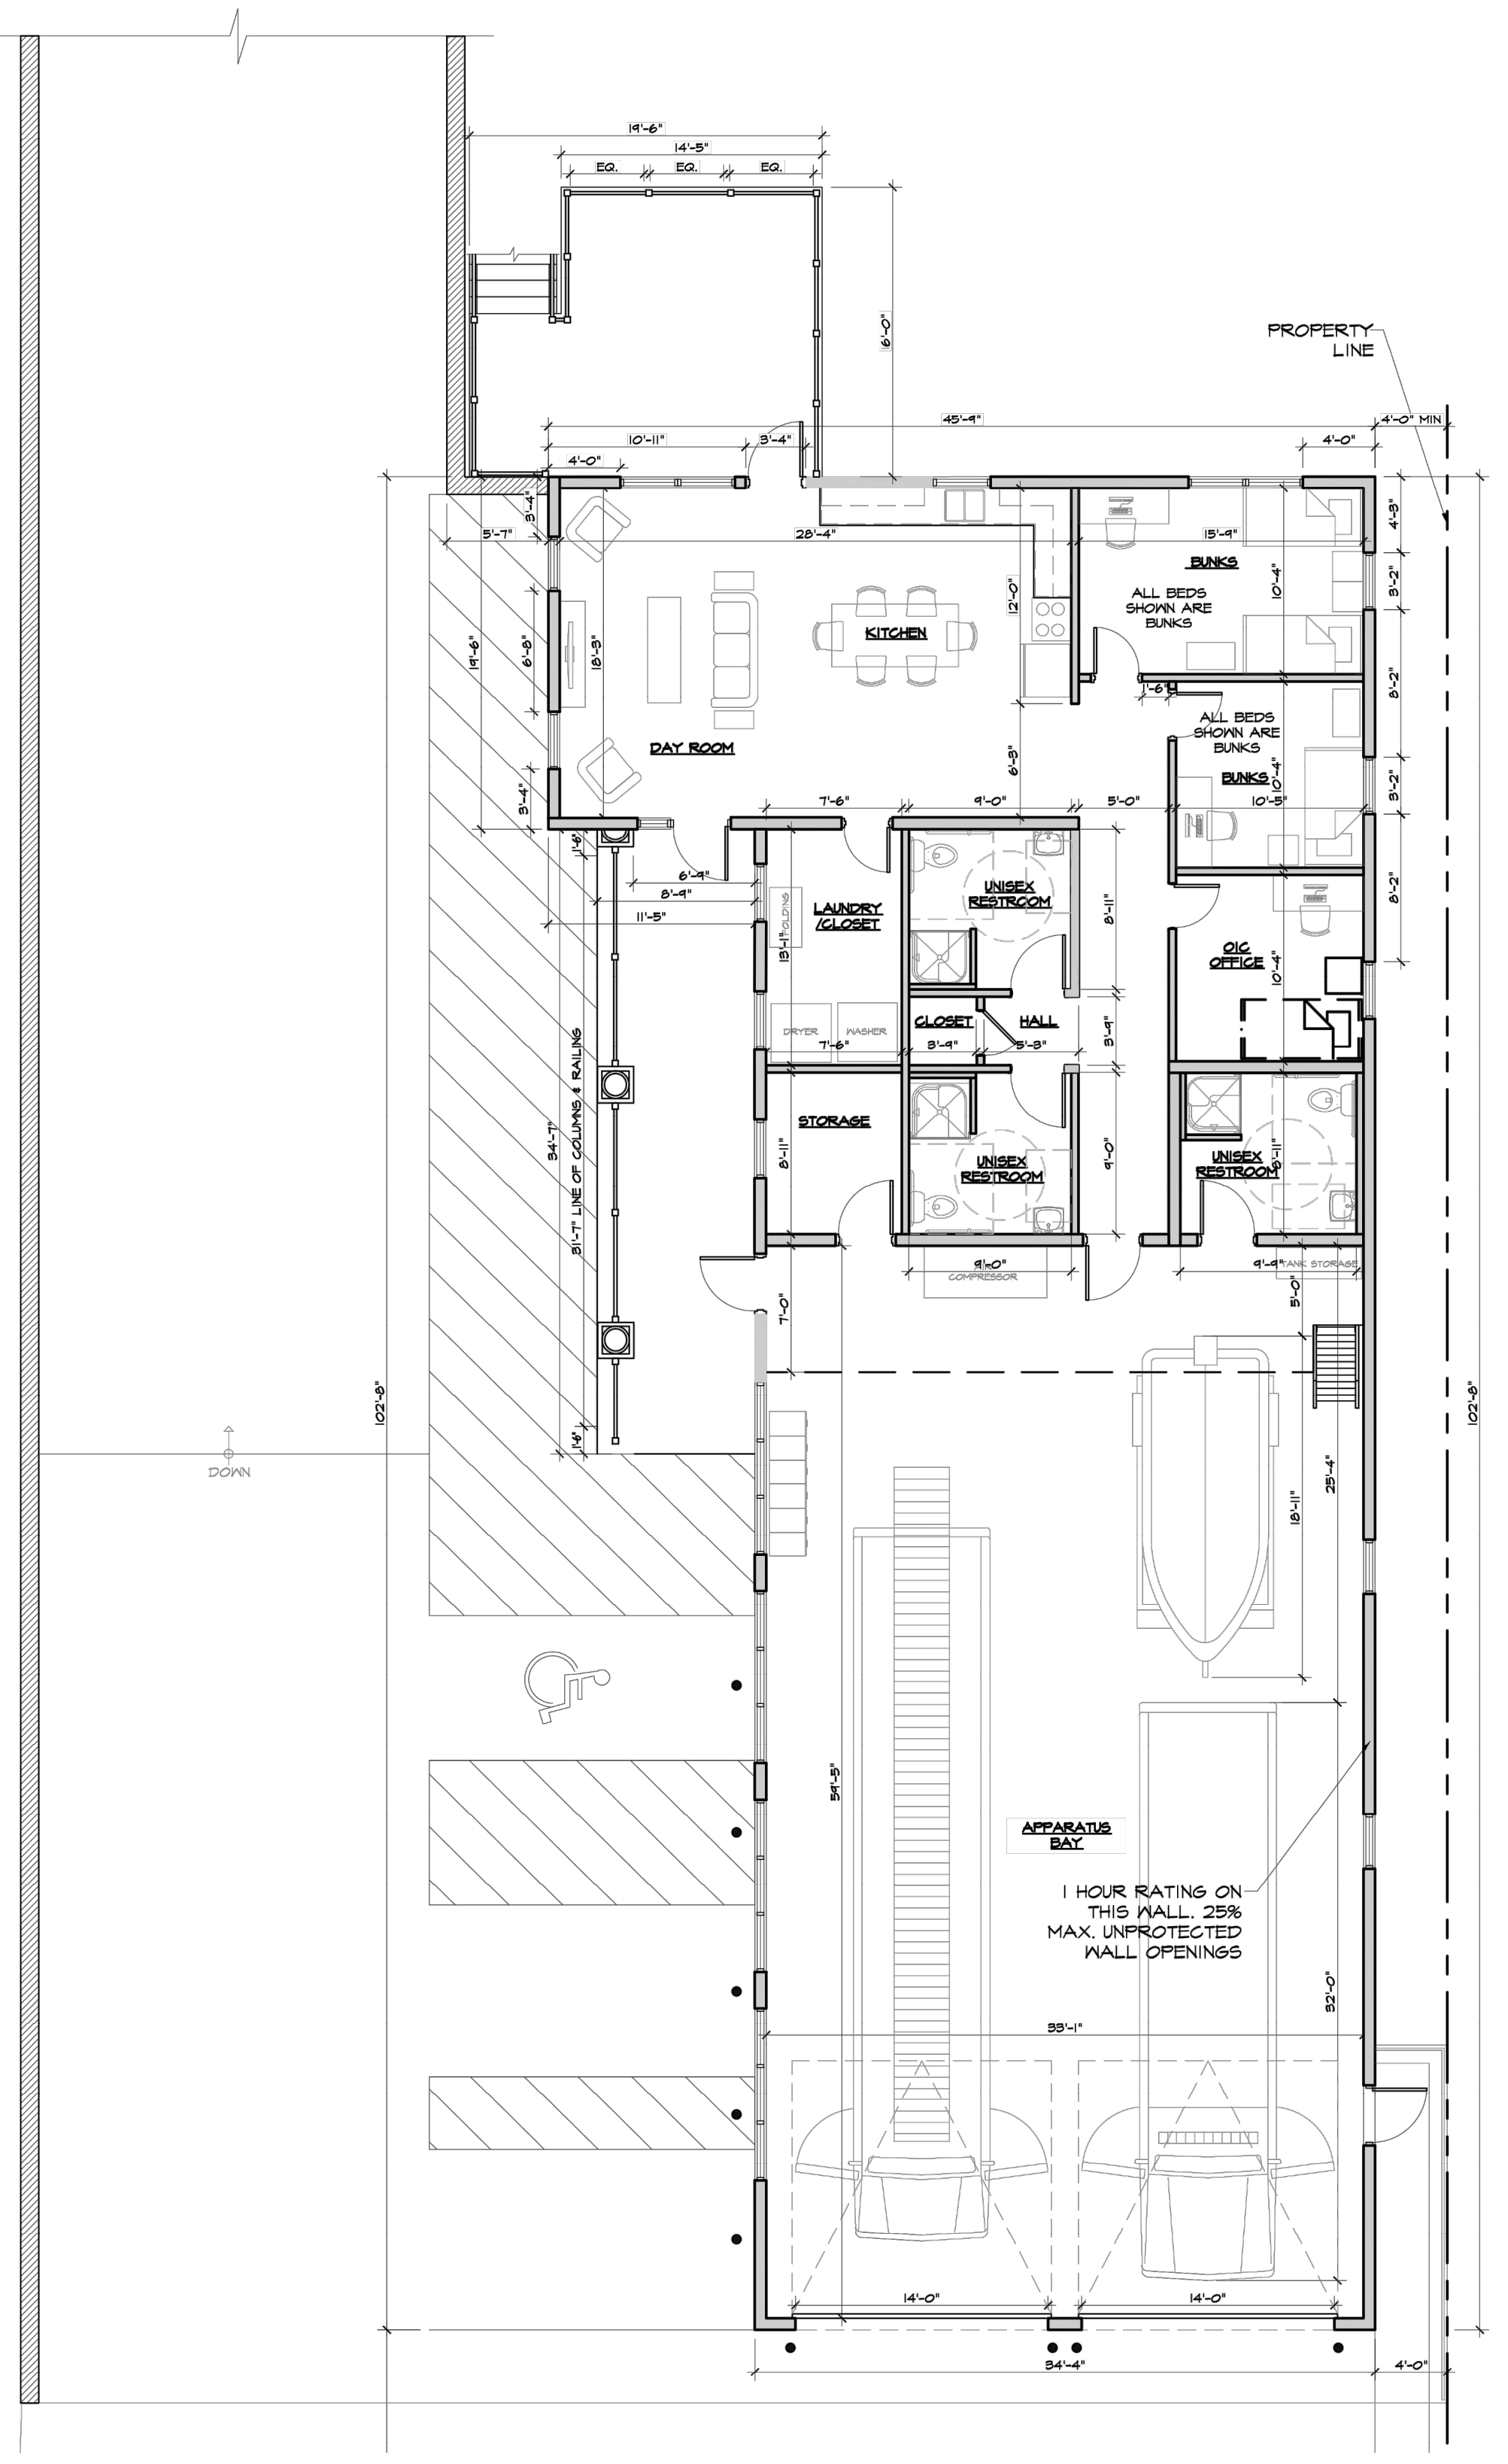 19'-6"
14'-5"
EQ. EQ. EQ.
6'-0"
PROPERTY
LINE
45'-9" 4'-0" MIN
10'-11" 3'-4" 4'-0"
4'-0"
3'-4"
4'-3"
5'-7" 28'-4" 15'-9"
BUNKS
10'-4"
3'-2"
ALL BEDS
SHOWN ARE
BUNKS
12'-0"
KITCHEN
19'-6" 6'-8" 18'-3"
8'-2"
1'-6"
ALL BEDS
SHOWN ARE
BUNKS
DAY ROOM
6'-3"
BUNKS
10'-4"
3'-2"
3'-4"
7'-6" 9'-0" 5'-0" 10'-5"
1'-6"
6'-9"
8'-9"
11'-5"
FOLDING
LAUNDRY
/CLOSET
13'-1"
UNISEX
RESTROOM
8'-11"
8'-2"
OIC
OFFICE
10'-4"
DRYER WASHER
CLOSET HALL
7'-6" 3'-9" 5'-3"
3'-9"
34'-7"
31'-7" LINE OF COLUMNS & RAILING
STORAGE
8'-11"
UNISEX
RESTROOM
9'-0"
UNISEX
RESTROOM
8'-11"
9'-0"
COMPRESSOR
9'-9" TANK STORAGE
7'-0"
5'-0"
102'-8"
1'-6"
DOWN
18'-11"
25'-4"
102'-8"
59'-5"
APPARATUS
BAY
1 HOUR RATING ON
THIS WALL. 25%
MAX. UNPROTECTED
WALL OPENINGS
32'-0"
33'-1"
14'-0" 14'-0"
34'-4" 4'-0"